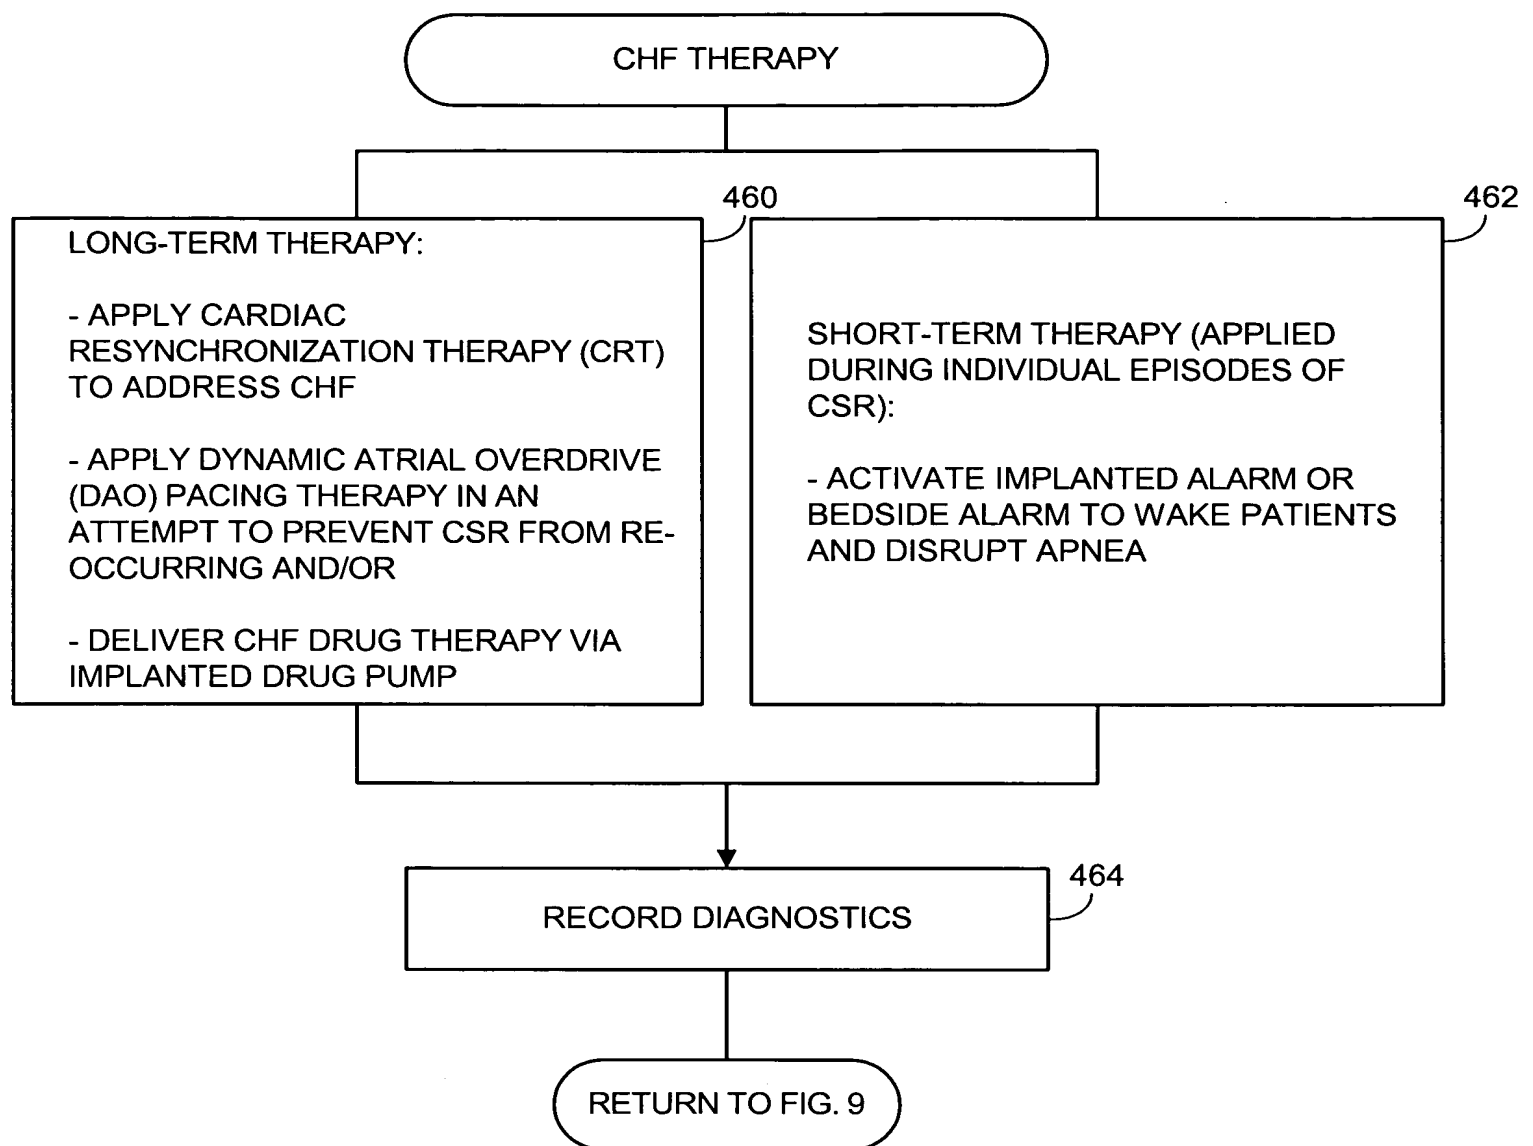 CHF THERAPY
460
LONG-TERM THERAPY:
- APPLY CARDIAC
RESYNCHRONIZATION THERAPY (CRT)
TO ADDRESS CHF
- APPLY DYNAMIC ATRIAL OVERDRIVE
(DAO) PACING THERAPY IN AN
ATTEMPT TO PREVENT CSR FROM RE-
OCCURRING AND/OR
- DELIVER CHF DRUG THERAPY VIA
IMPLANTED DRUG PUMP
462
SHORT-TERM THERAPY (APPLIED
DURING INDIVIDUAL EPISODES OF
CSR):
- ACTIVATE IMPLANTED ALARM OR
BEDSIDE ALARM TO WAKE PATIENTS
AND DISRUPT APNEA
464
RECORD DIAGNOSTICS
RETURN TO FIG. 9